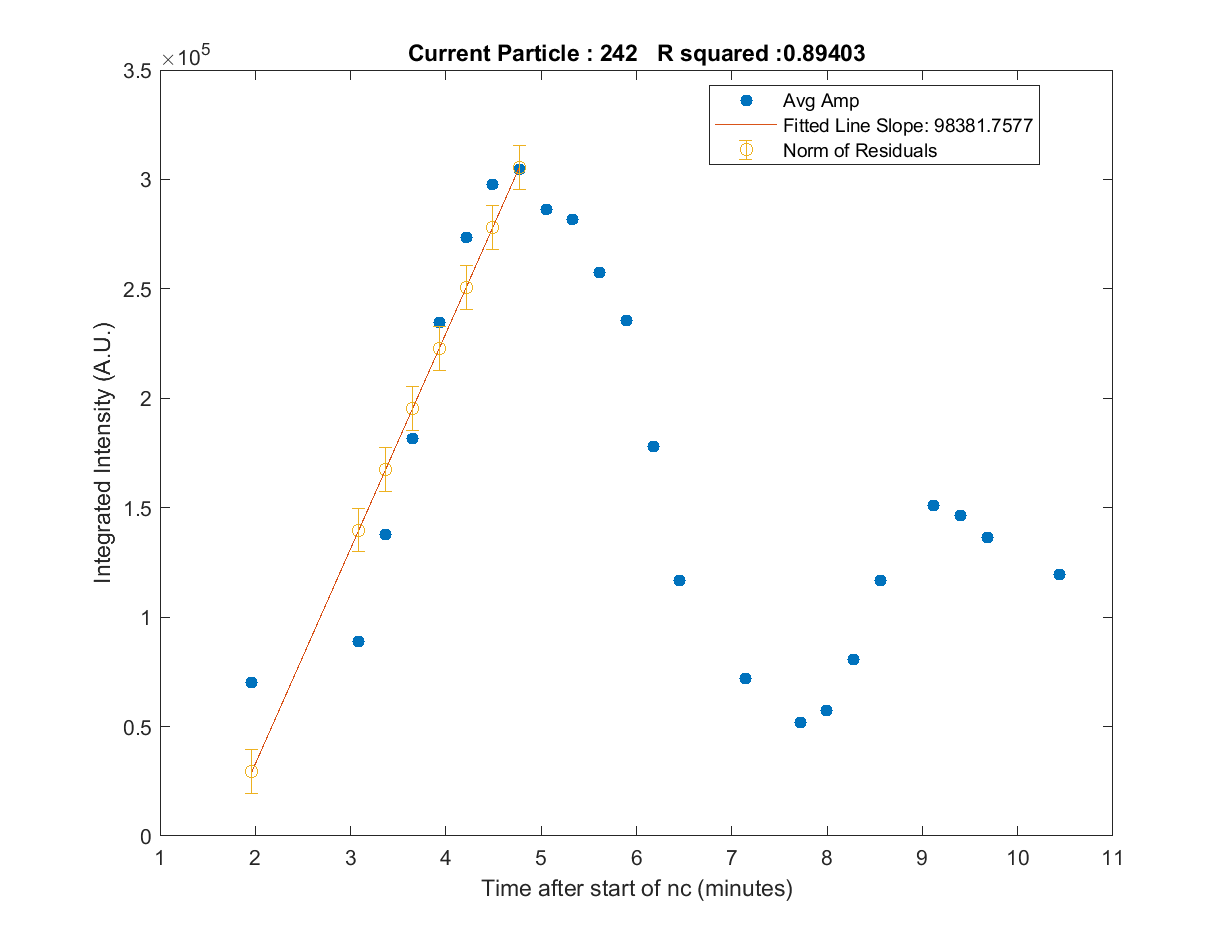 Current Particle : 242 R squared :0.89403
×10^5
3.5
3
2.5
2
1.5
1
0.5
0
Integrated Intensity (A.U.)
Avg Amp
Fitted Line Slope: 98381.7577
Norm of Residuals
1 2 3 4 5 6 7 8 9 10 11
Time after start of nc (minutes)